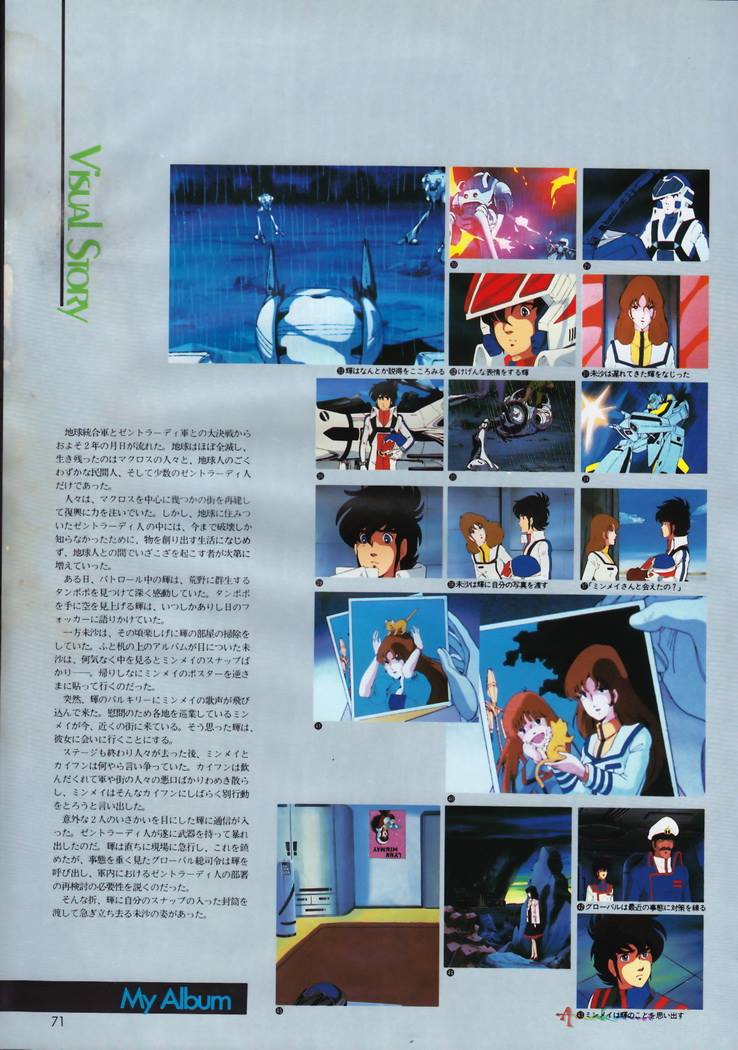 VISUAL STORY
㉝輝はなんとか説得をこころみる
㉜けげんな表情をする輝
㉛未沙は遅れてきた輝をなじった
㊳未沙は輝に自分の写真を渡す
㊲「ミンメイさんと会えたの?」
地球統合軍とゼントラーディ軍との大決戦から
およそ2年の月日が流れた。地球はほぼ全滅し、
生き残ったのはマクロスの人々と、地球人のごく
わずかな民間人、そして少数のゼントラーディ人
だけであった。
人々は、マクロスを中心に幾つかの街を再建し
て復興に力を注いでいた。しかし、地球に住みつ
いたゼントラーディ人の中には、今まで破壊しか
知らなかったために、物を創り出す生活になじめ
ず、地球人との間でいざこざを起こす者が次第に
増えていった。
ある日、パトロール中の輝は、荒野に群生する
タンポポを見つけて深く感動していた。タンポポ
を手に空を見上げる輝は、いつしかありし日のフ
ォッカーに語りかけていた。
一方未沙は、その頃楽しげに輝の部屋の掃除を
していた。ふと机の上のアルバムが目についた未
沙は、何気なく中を見るとミンメイのスナップば
かり――。帰りしなにミンメイのポスターを逆さ
まに貼って行くのだった。
突然、輝のバルキリーにミンメイの歌声が飛び
込んで来た。慰問のため各地を巡業しているミン
メイが今、近くの街に来ている。そう思った輝は、
彼女に会いに行くことにする。
ステージも終わり人々が去った後、ミンメイと
カイフンは何やら言い争っていた。カイフンは飲
んだくれて軍や街の人々の悪口ばかりわめき散ら
し、ミンメイはそんなカイフンにしばらく別行動
をとろうと言い出した。
意外な2人のいさかいを目にした輝に通信が入
った。ゼントラーディ人が遂に武器を持って暴れ
出したのだ。輝は直ちに現場に急行し、これを鎮
めたが、事態を重く見たグローバル総司令は輝を
呼び出し、軍内におけるゼントラーディ人の部署
の再検討の必要性を説くのだった。
そんな折、輝に自分のスナップの入った封筒を
渡して急ぎ立ち去る未沙の姿があった。
LYNN
MINMAY
㊷グローバルは最近の事態に対策を練る
㊸ミンメイは輝のことを思い出す
My Album
71